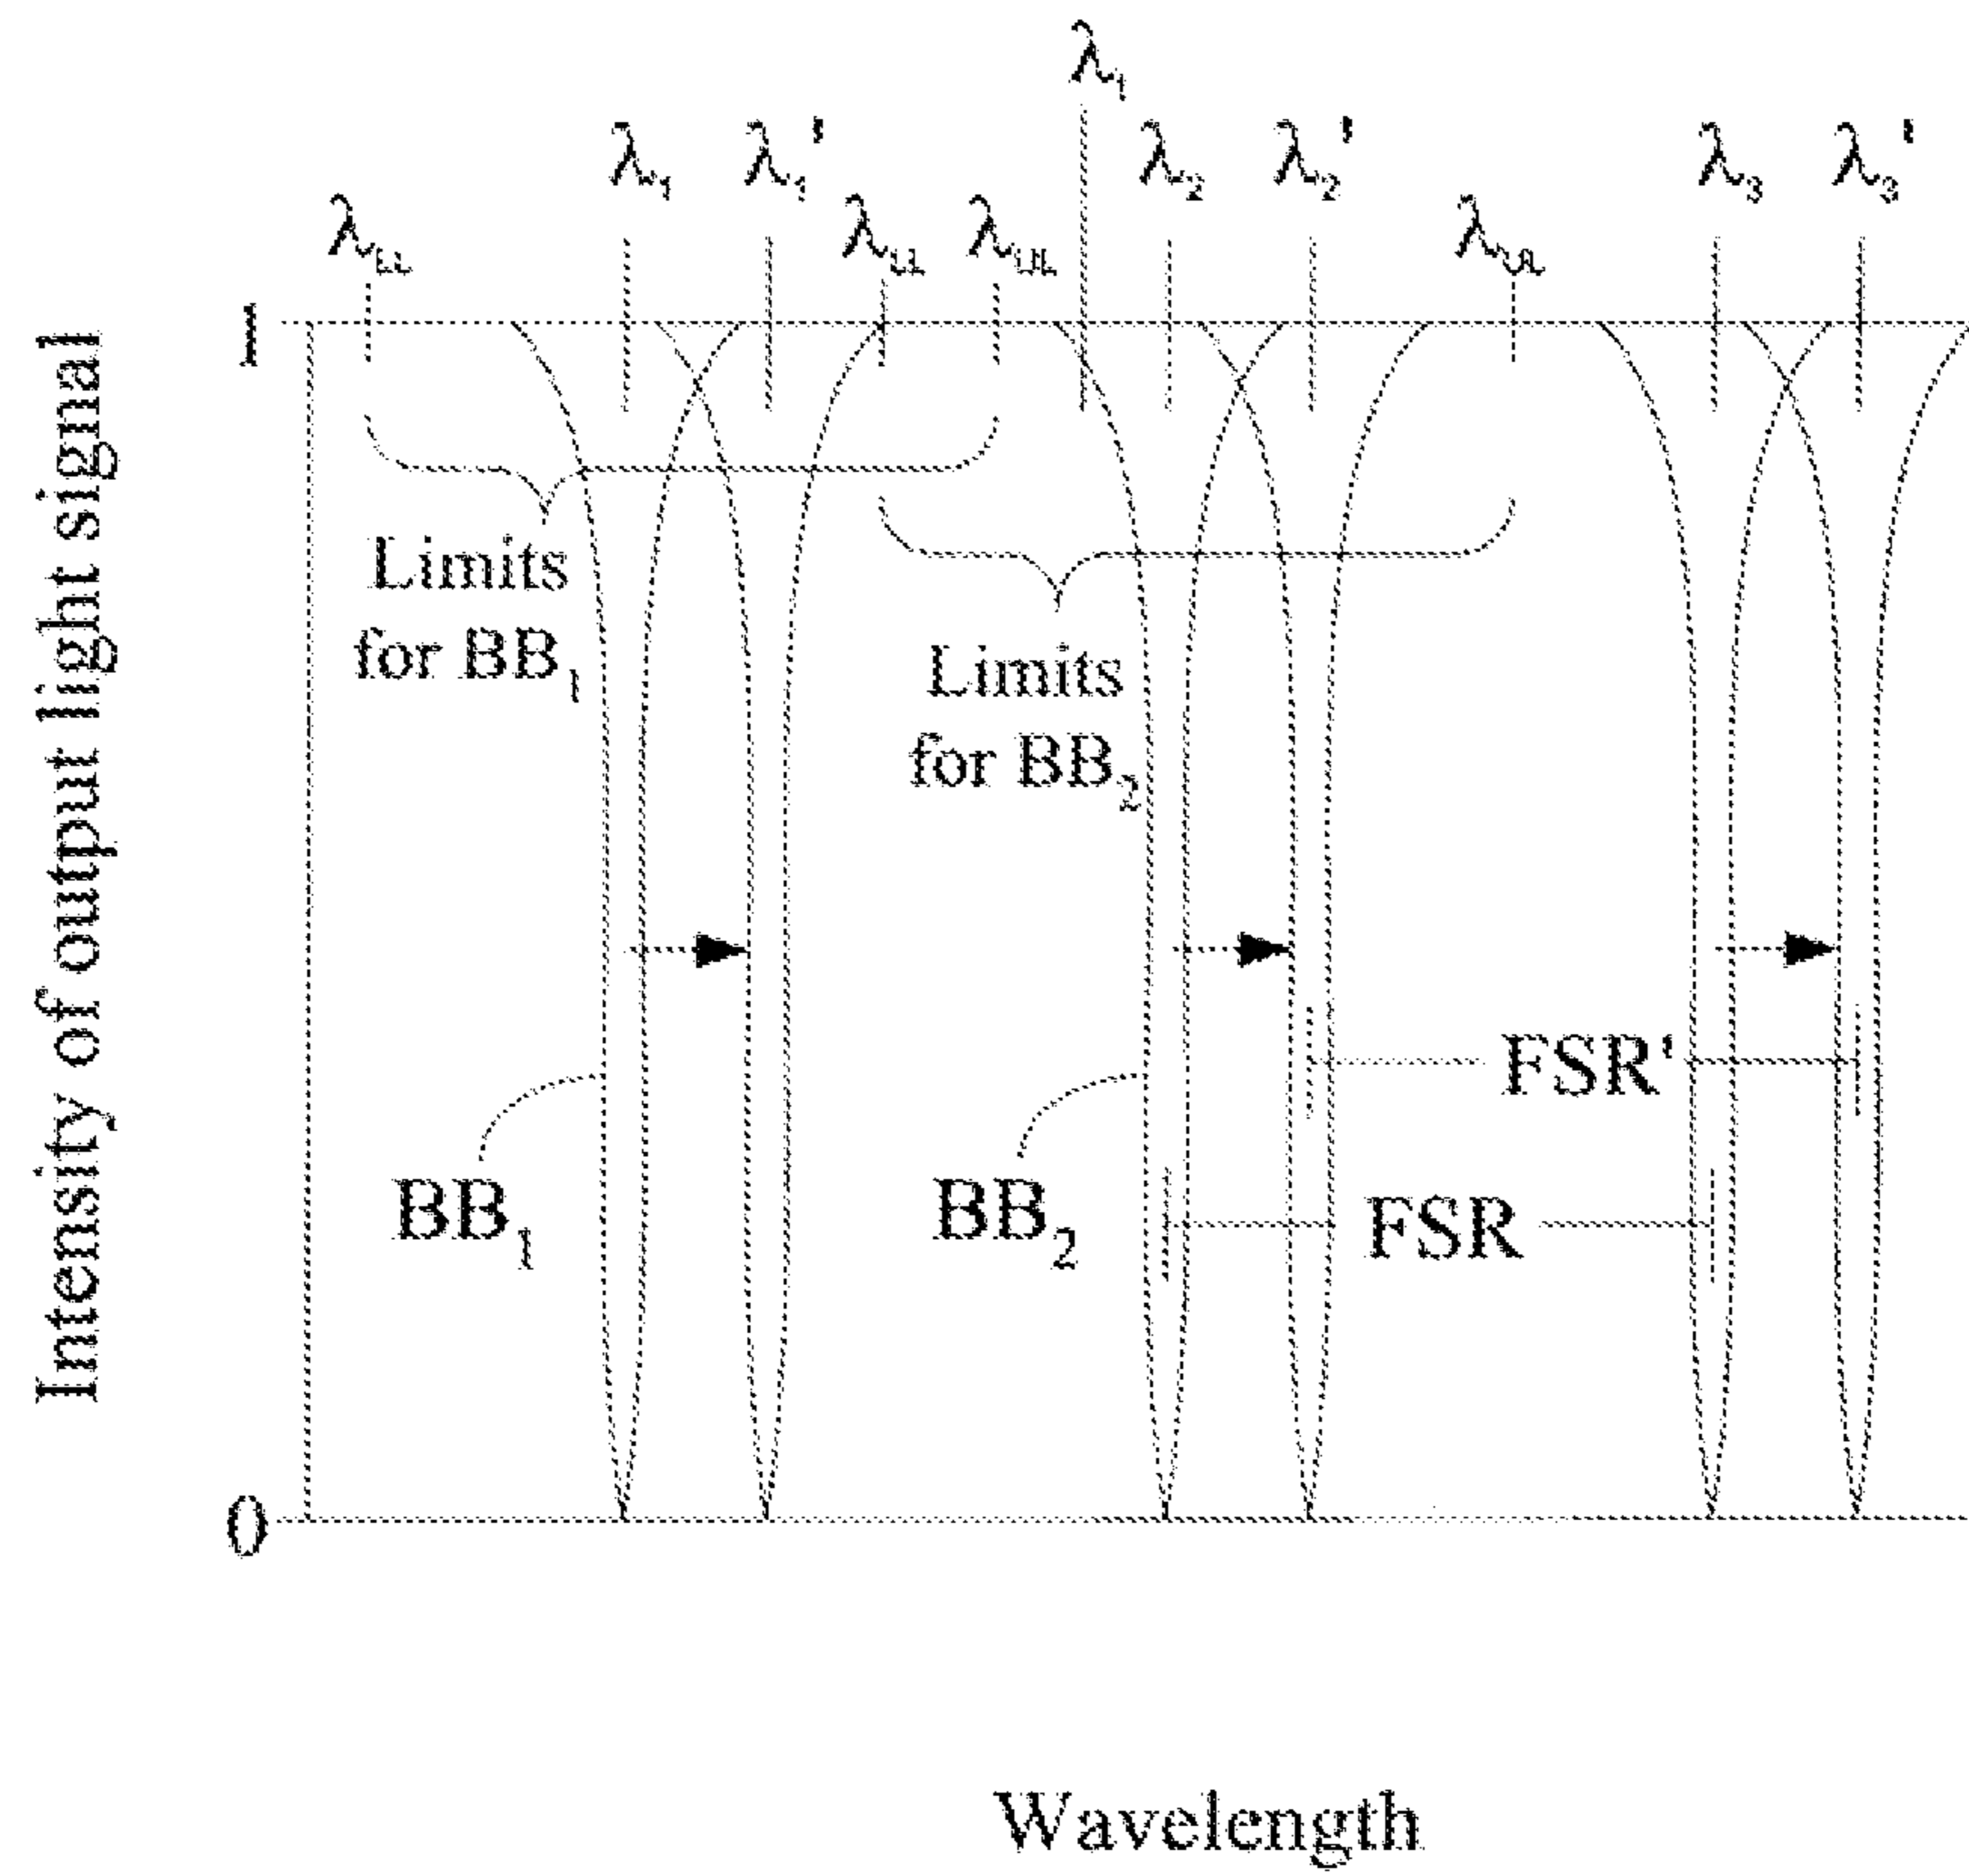 λ₁
λ₁ λ₁' λ₂ λ₂' λ₃ λ₃'
λLL λLL λUL λUL
1
Limits
for BB₁
Limits
for BB₂
FSR'
BB₁ BB₂ FSR
0
Intensity of output light signal
Wavelength